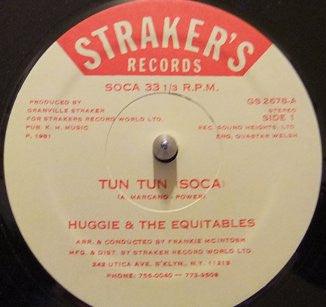 STRAKER'S
RECORDS
SOCA 33 1/3 R.P.M.
PRODUCED BY
GRANVILLE STRAKER
FOR STRAKERS RECORD WORLD LTD.
PUB. K. H. MUSIC
P. 1981
GS 2678-A
STEREO
SIDE 1
REC. SOUND HEIGHTS, LTD.
ENG. QUASTAR WELSH
TUN TUN (SOCA)
(A MARCANO - POWER)
HUGGIE & THE EQUITABLES
ARR. & CONDUCTED BY FRANKIE MCINTOSH
MFG. & DIST. BY STRAKER RECORD WORLD LTD.
242 UTICA AVE. B'KLYN., N.Y. 11213
PHONE: 756-0040 — 773-9508